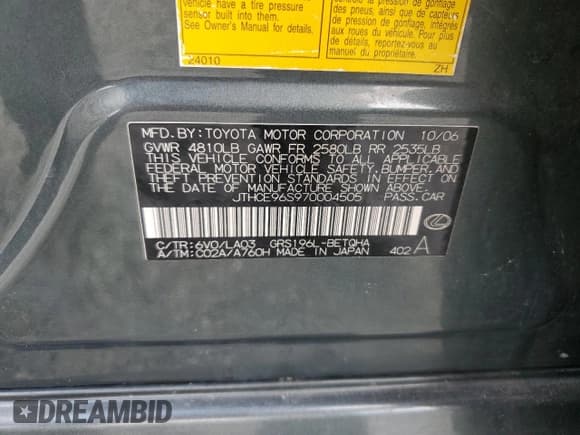 vehicle have a tire pressure
sensor built into them.
See Owner's Manual for details.
24010
contrôle la pression de gonflage
des pneus, ainsi que de capteurs
de pression de gonflage, intégrés
aux roues du véhicule. Pour plus
de détails, reportez-vous au
manuel du propriétaire.
ZH
MFD. BY: TOYOTA MOTOR CORPORATION 10/06
GVWR 4810LB GAWR FR 2580LB RR 2535LB
THIS VEHICLE CONFORMS TO ALL APPLICABLE
FEDERAL MOTOR VEHICLE SAFETY, BUMPER, AND
THEFT PREVENTION STANDARDS IN EFFECT ON
THE DATE OF MANUFACTURE SHOWN ABOVE.
JTHCE96S970004505 PASS.CAR
C/TR: 6V0/LA03 GRS196L-BETQHA
A/TM: C02A/A760H MADE IN JAPAN 402 A
DREAMBID